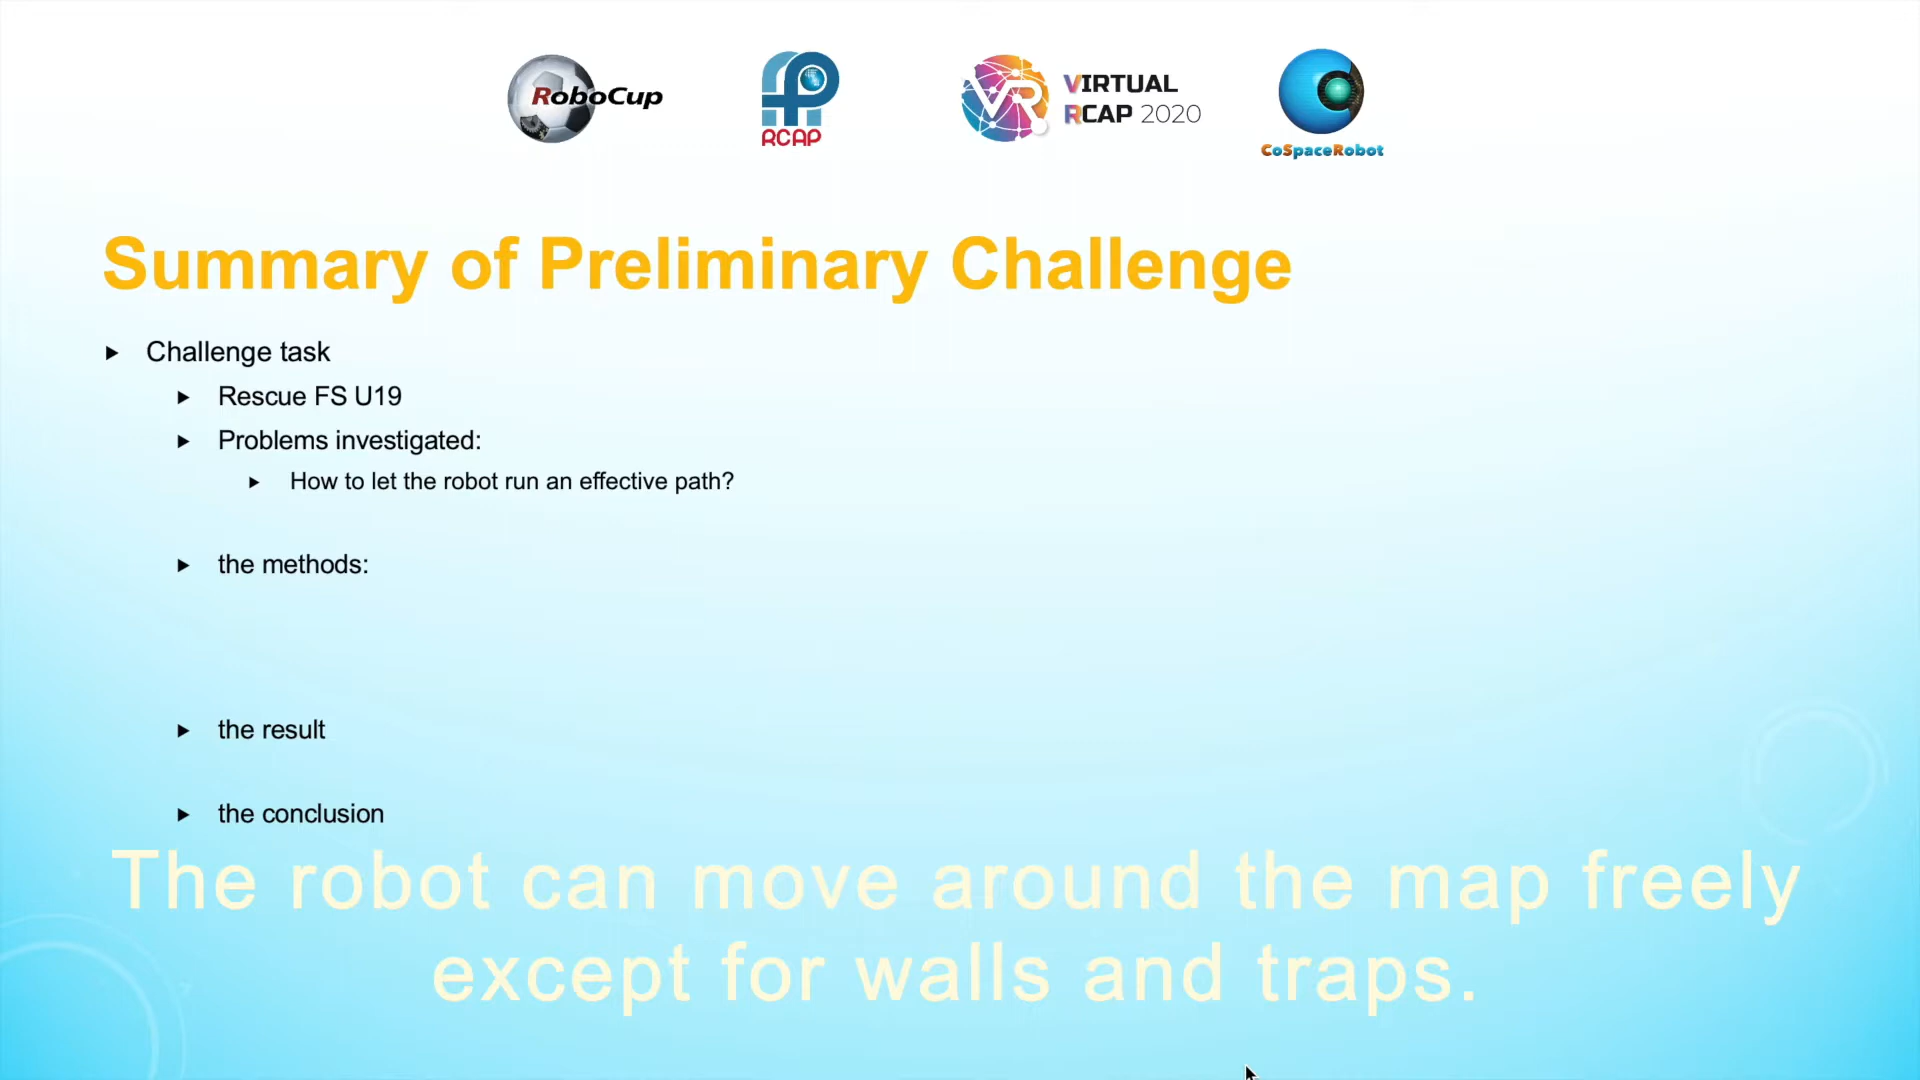 RoboCup
RCAP
VR
VIRTUAL
RCAP 2020
CoSpaceRobot
Summary of Preliminary Challenge
Challenge task
Rescue FS U19
Problems investigated:
How to let the robot run an effective path?
the methods:
the result
the conclusion
The robot can move around the map freely
except for walls and traps.